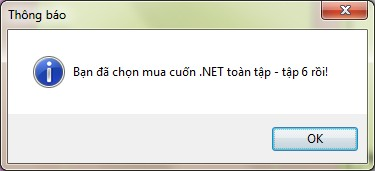 Thông báo
Bạn đã chọn mua cuốn .NET toàn tập - tập 6 rồi!
OK